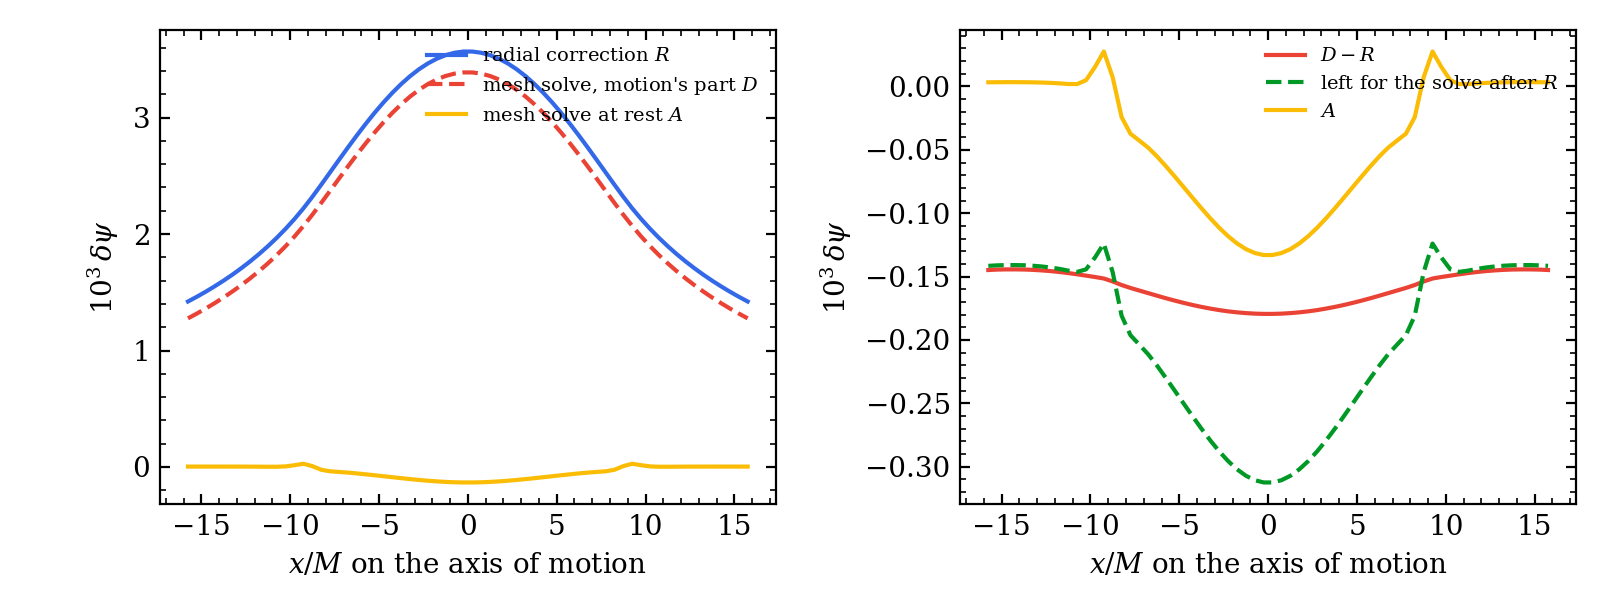 radial correction R
mesh solve, motion's part D
mesh solve at rest A
10³ δψ
3
2
1
0
−15 −10 −5 0 5 10 15
x/M on the axis of motion
D − R
left for the solve after R
A
10³ δψ
0.00
−0.05
−0.10
−0.15
−0.20
−0.25
−0.30
−15 −10 −5 0 5 10 15
x/M on the axis of motion